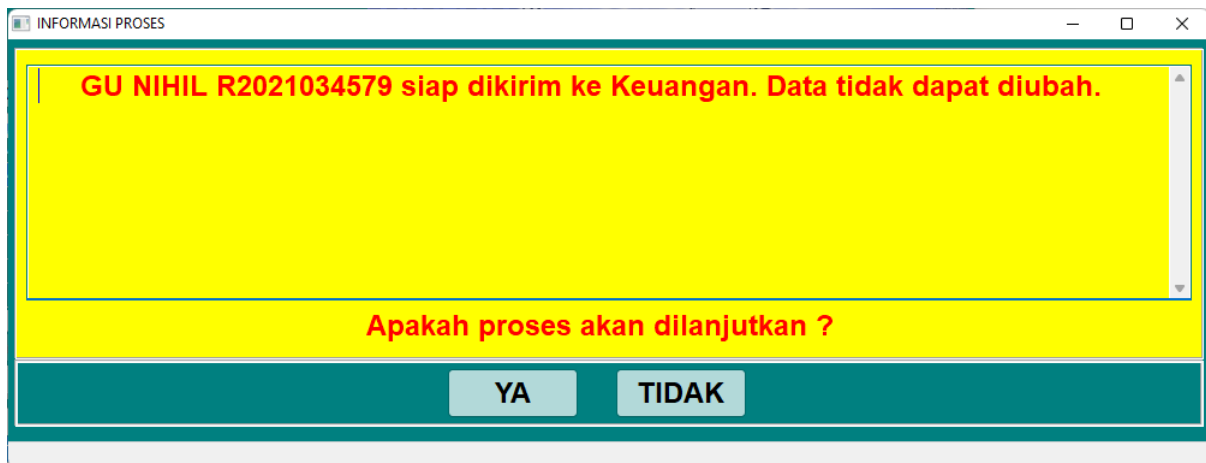 INFORMASI PROSES
GU NIHIL R2021034579 siap dikirim ke Keuangan. Data tidak dapat diubah.
Apakah proses akan dilanjutkan ?
YA
TIDAK